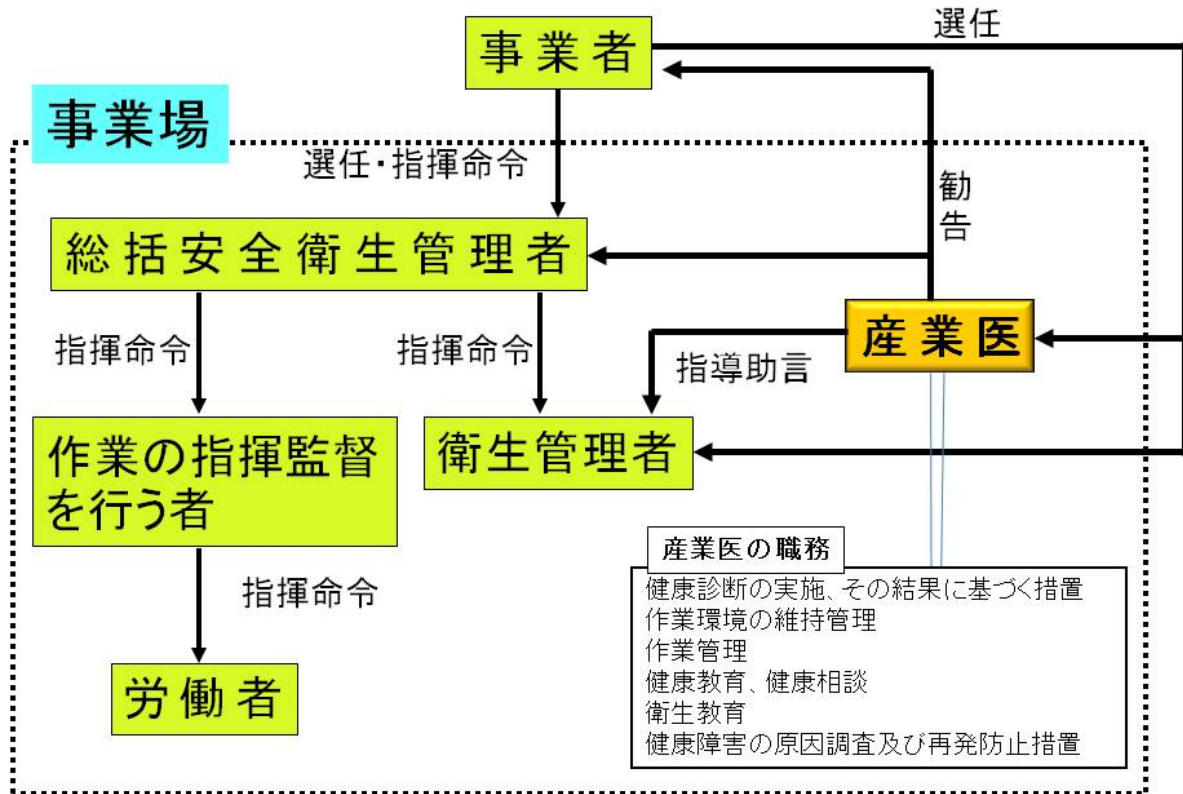 選任
事業者
事業場
選任・指揮命令
勧告
総括安全衛生管理者
指揮命令
指揮命令
産業医
指導助言
作業の指揮監督
を行う者
衛生管理者
指揮命令
労働者
産業医の職務
健康診断の実施、その結果に基づく措置
作業環境の維持管理
作業管理
健康教育、健康相談
衛生教育
健康障害の原因調査及び再発防止措置